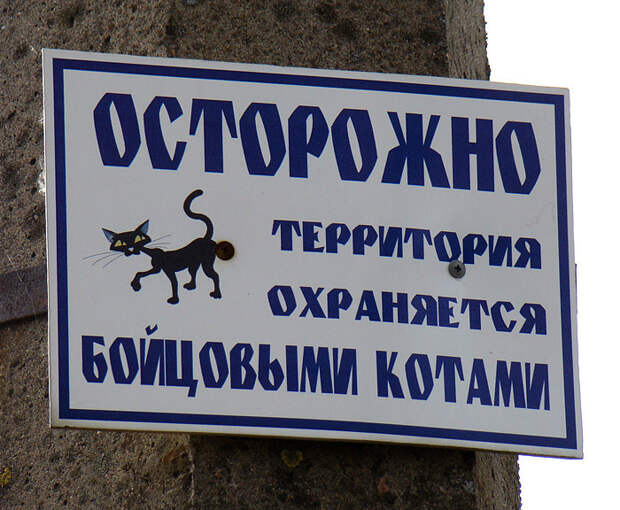 ОСТОРОЖНО
ТЕРРИТОРИЯ
ОХРАНЯЕТСЯ
БОЙЦОВЫМИ КОТАМИ